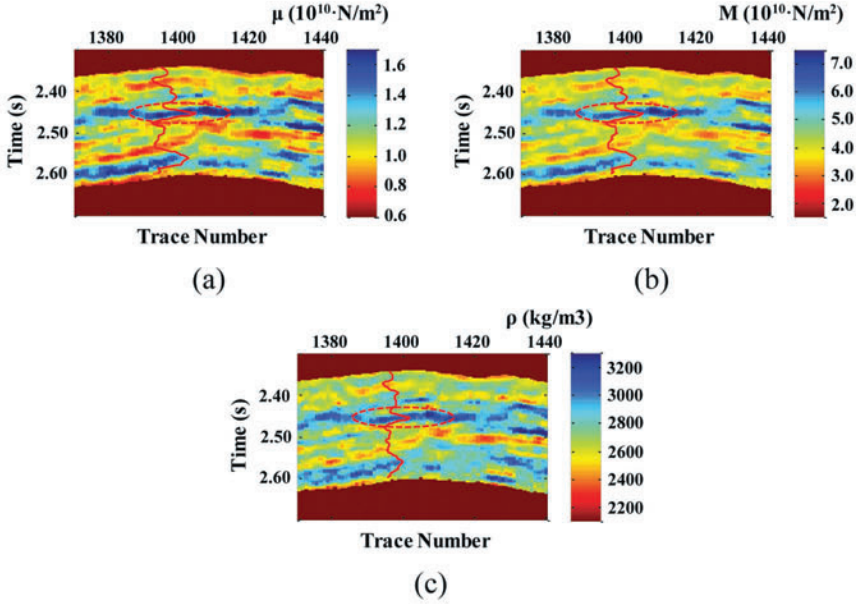 μ (10¹⁰·N/m²)
1380 1400 1420 1440
Time (s)
2.40
2.50
2.60
1.6
1.4
1.2
1.0
0.8
0.6
Trace Number
(a)
M (10¹⁰·N/m²)
1380 1400 1420 1440
Time (s)
2.40
2.50
2.60
7.0
6.0
5.0
4.0
3.0
2.0
Trace Number
(b)
ρ (kg/m3)
1380 1400 1420 1440
Time (s)
2.40
2.50
2.60
3200
3000
2800
2600
2400
2200
Trace Number
(c)